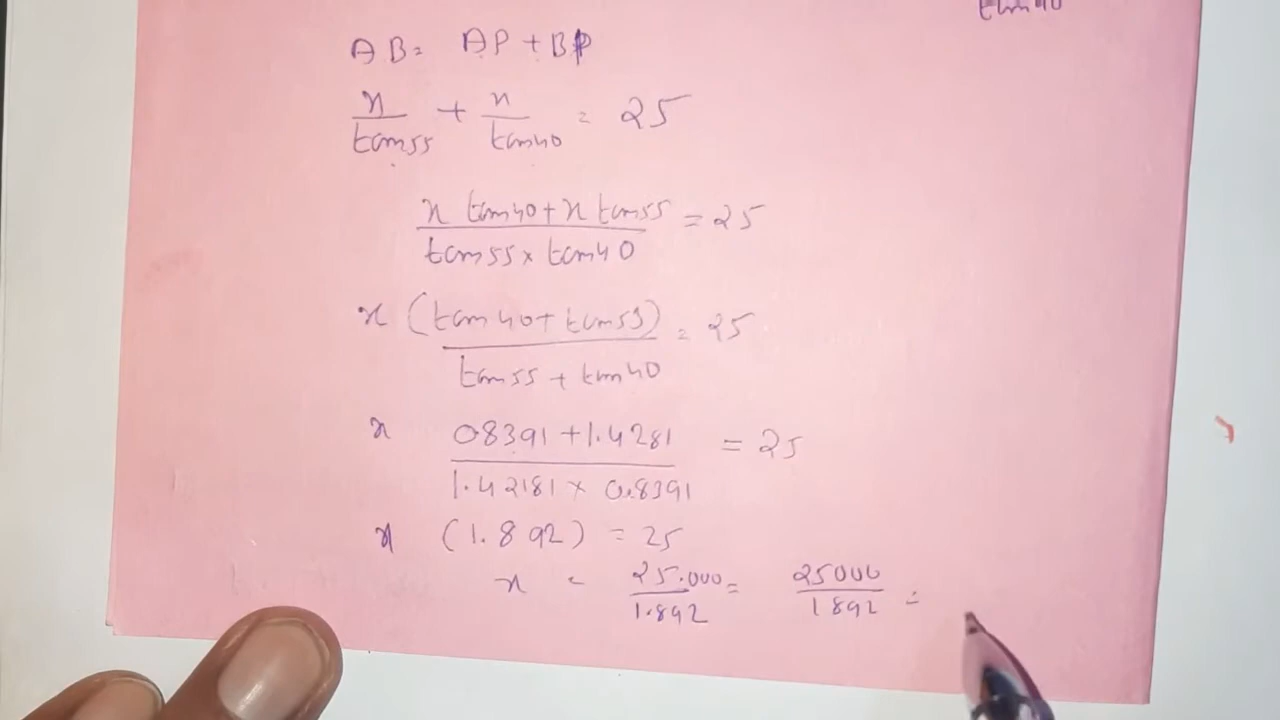 tan40
AB = AP + BP
x/tan55 + x/tan40 = 25
x tan40 + x tan55 / tan55 × tan40 = 25
x (tan40 + tan55) / tan55 + tan40 = 25
x 0.8391 + 1.4281 / 1.42181 × 0.8391 = 25
x (1.892) = 25
x = 25.000/1.892 = 25000/1892 =